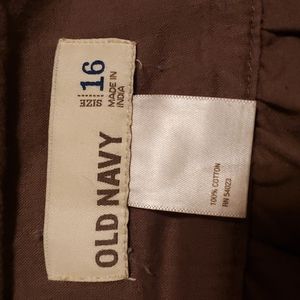 OLD NAVY
SIZE 16
MADE IN
INDIA
100% COTTON
RN 54023